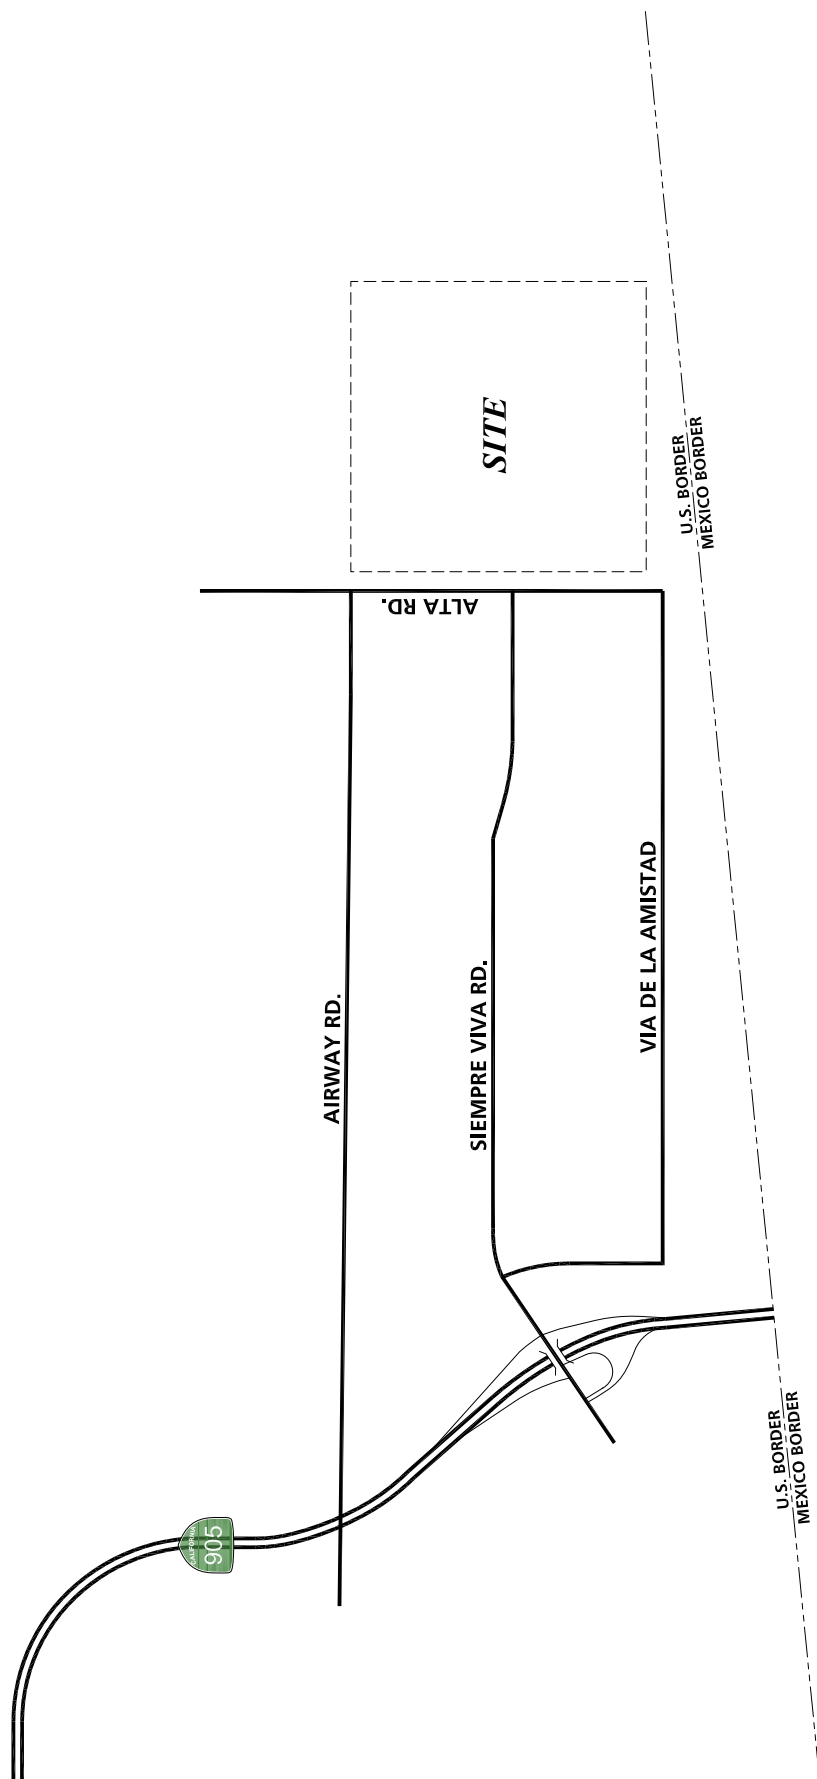 SITE
U.S. BORDER
MEXICO BORDER
ALTA RD.
VIA DE LA AMISTAD
SIEMPRE VIVA RD.
AIRWAY RD.
U.S. BORDER
MEXICO BORDER
CALIFORNIA
905